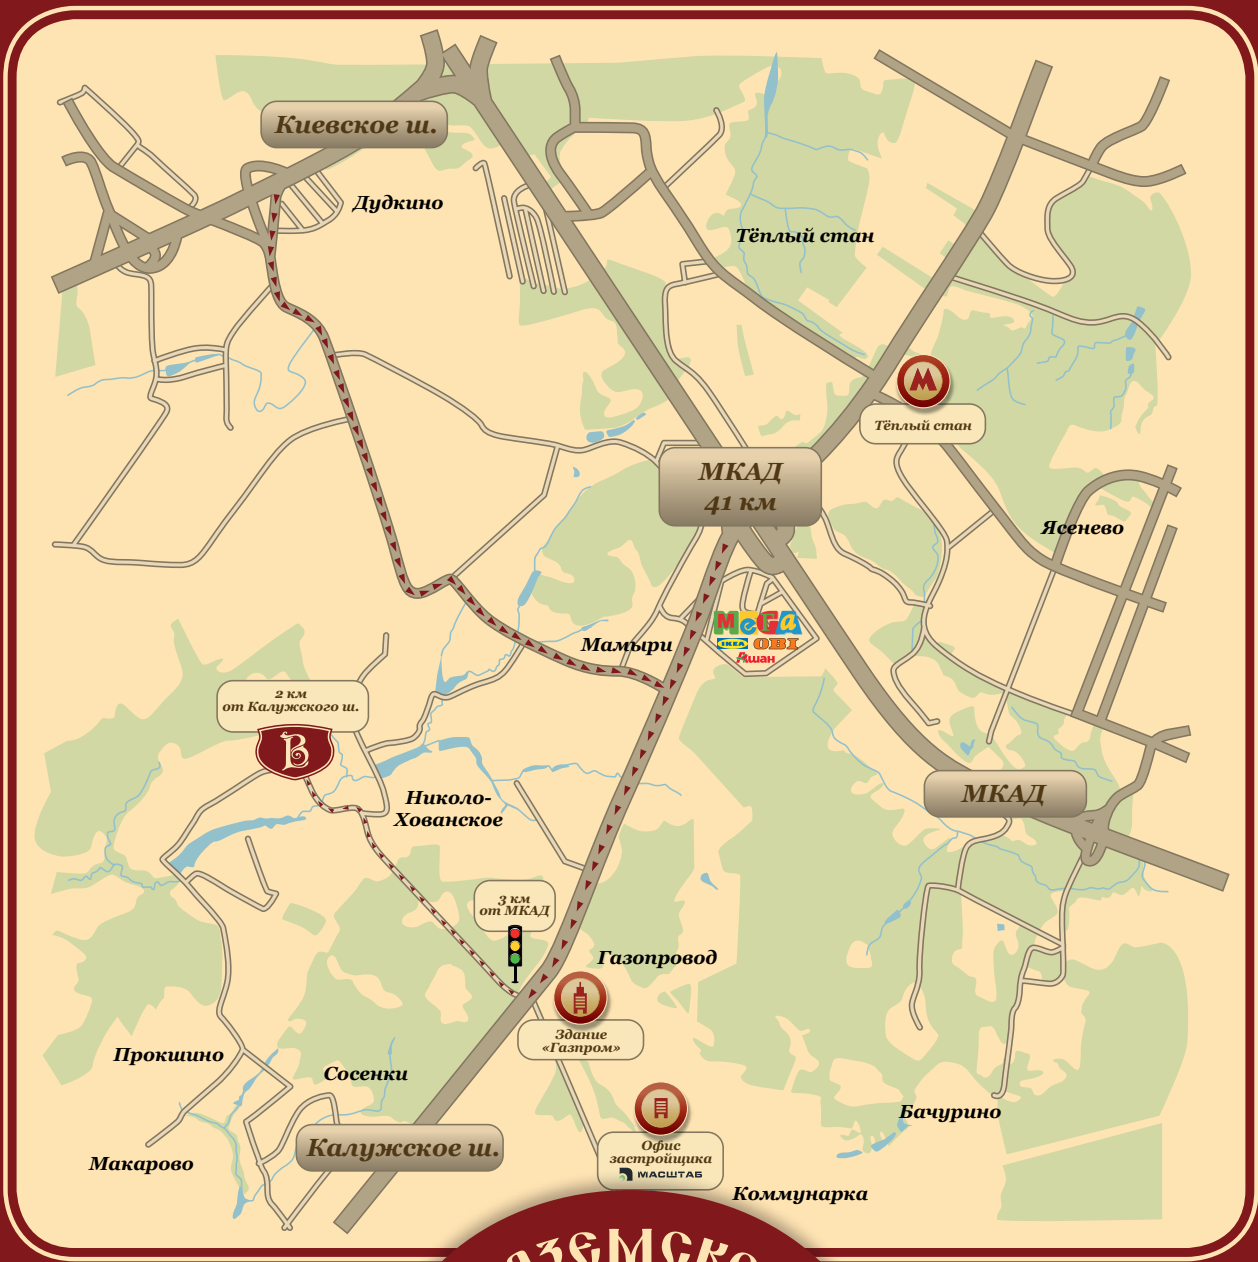 Киевское ш.
Дудкино
Тёплый стан
М
Тёплый стан
МКАД
41 км
Ясенево
MEGA
IKEA OBI
Ашан
Мамыри
2 км
от Калужского ш.
В
Николо-
Хованское
МКАД
3 км
от МКАД
Газопровод
Здание
«Газпром»
Прокшино
Сосенки
Бачурино
Калужское ш.
Офис
застройщика
МАСШТАБ
Макарово
Коммунарка